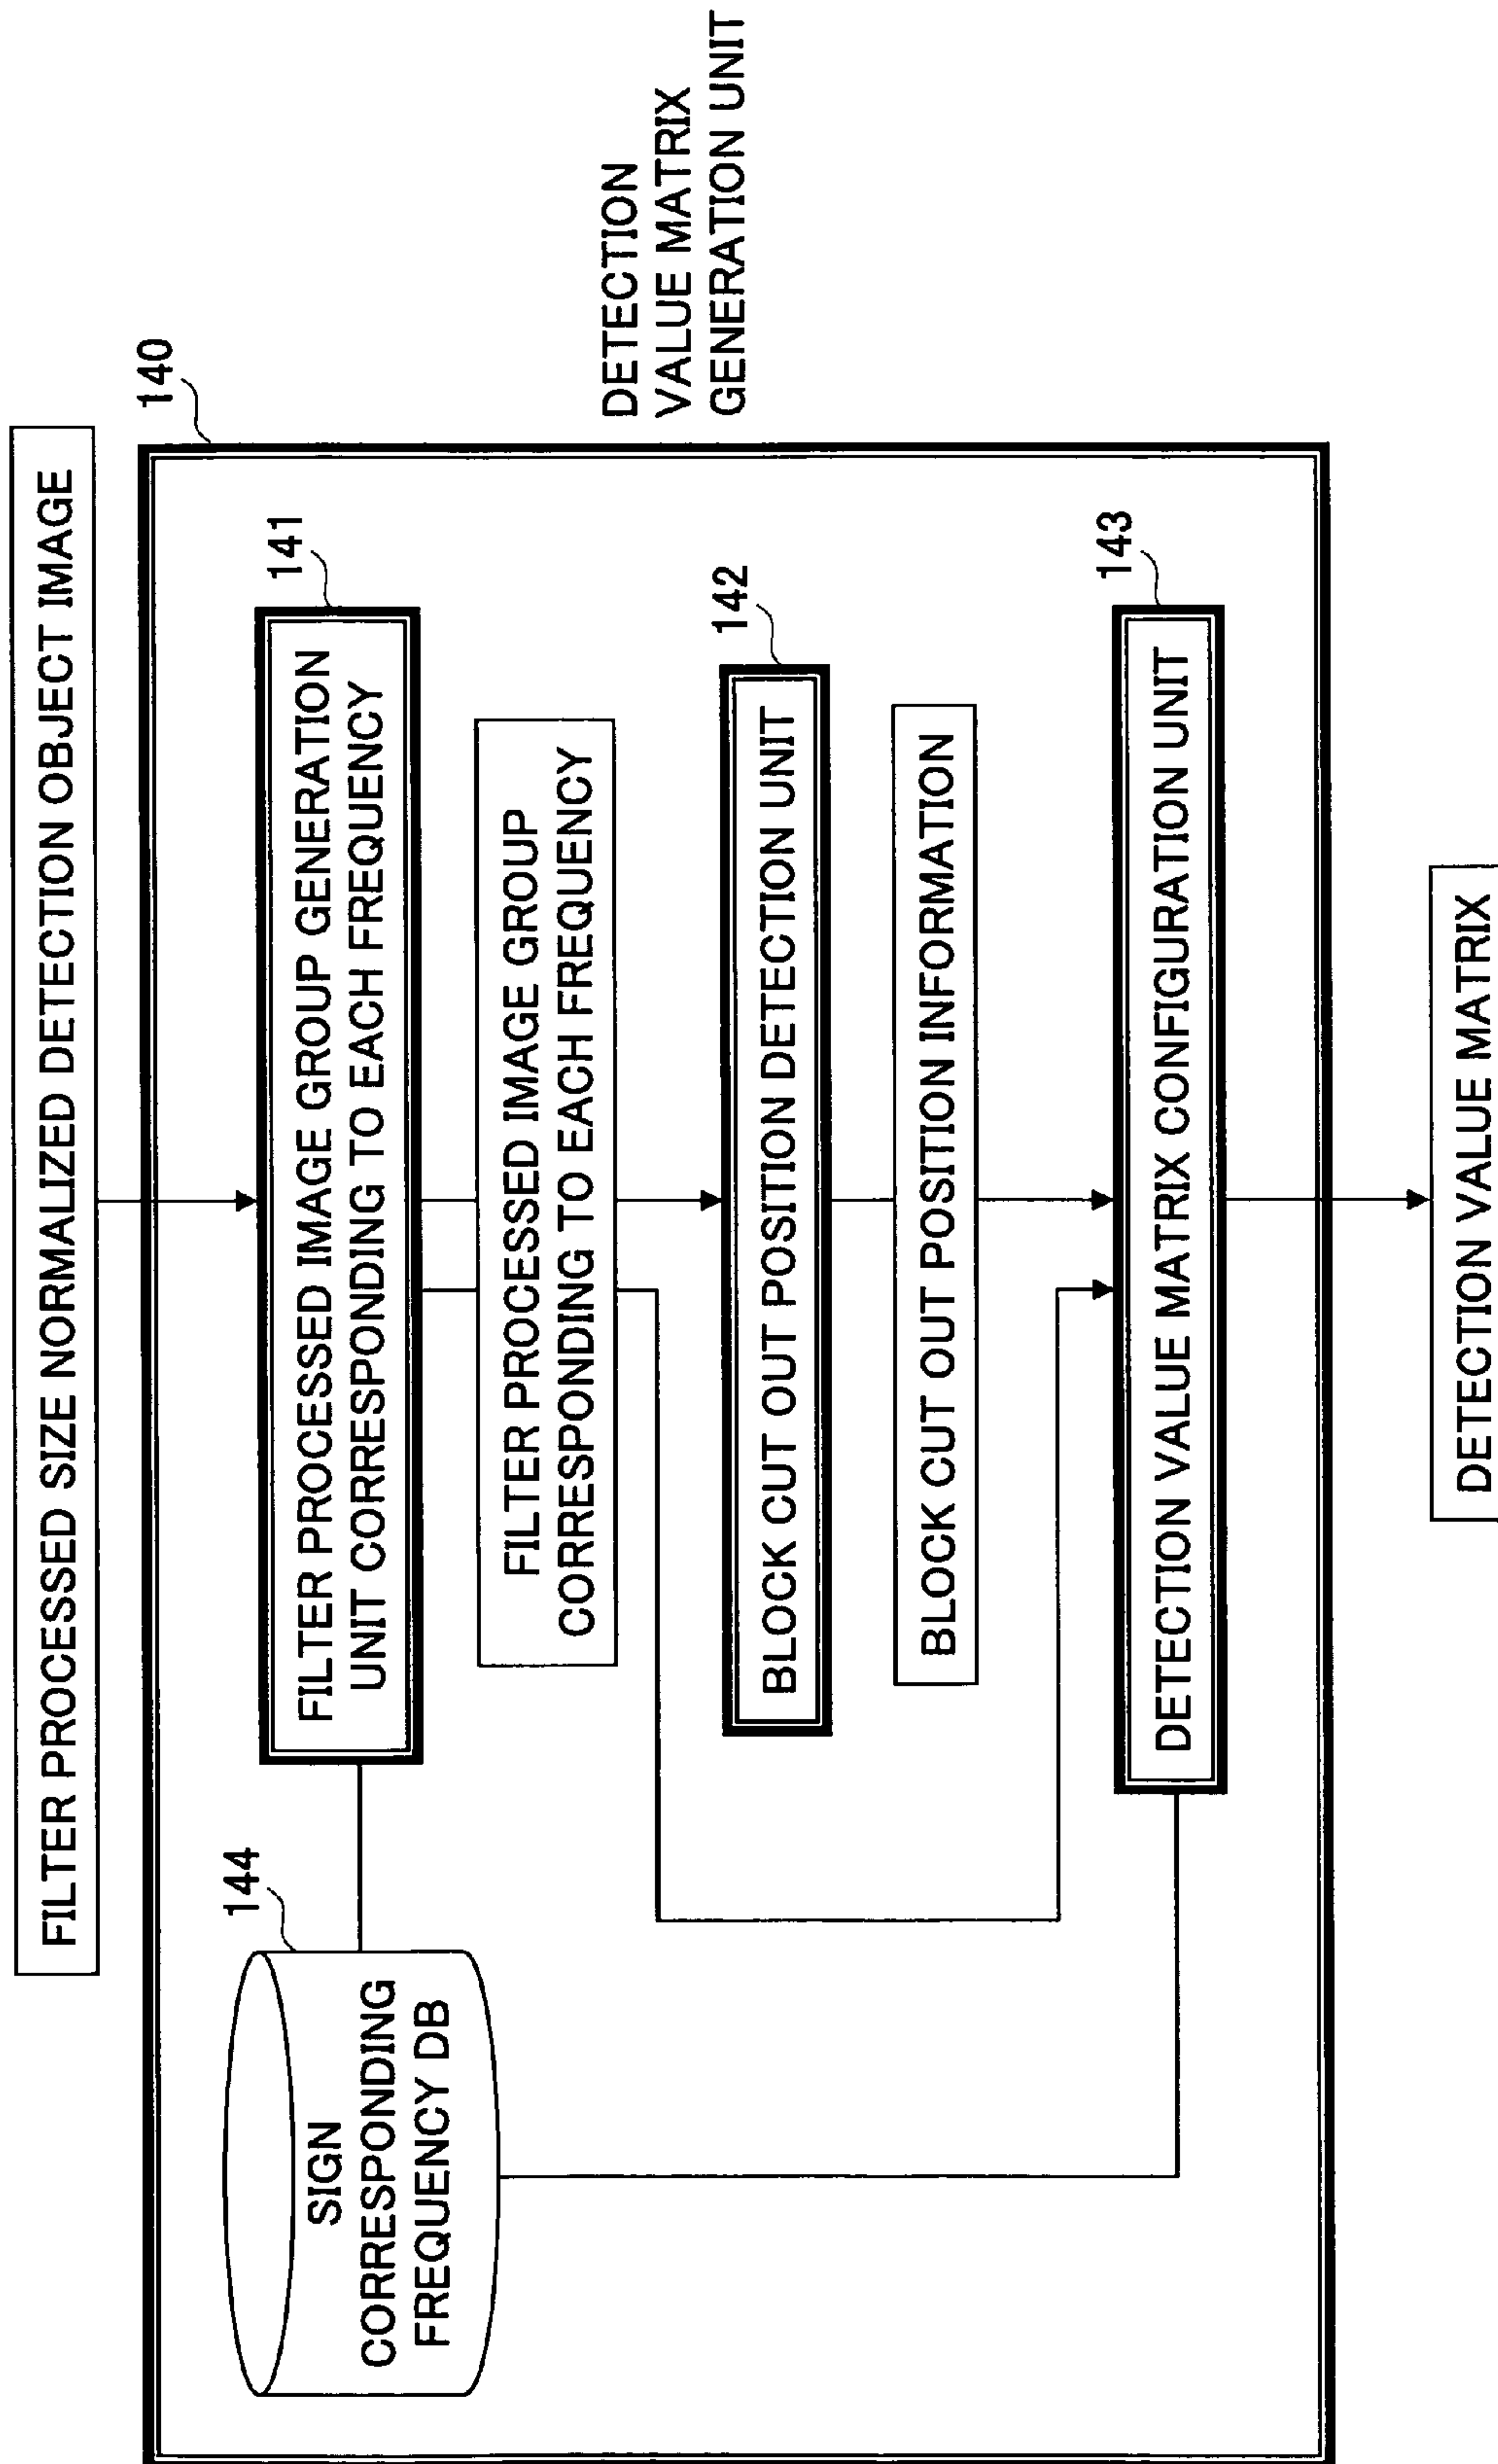 FILTER PROCESSED SIZE NORMALIZED DETECTION OBJECT IMAGE
140
DETECTION
VALUE MATRIX
GENERATION UNIT
144
SIGN
CORRESPONDING
FREQUENCY DB
141
FILTER PROCESSED IMAGE GROUP GENERATION
UNIT CORRESPONDING TO EACH FREQUENCY
FILTER PROCESSED IMAGE GROUP
CORRESPONDING TO EACH FREQUENCY
142
BLOCK CUT OUT POSITION DETECTION UNIT
BLOCK CUT OUT POSITION INFORMATION
143
DETECTION VALUE MATRIX CONFIGURATION UNIT
DETECTION VALUE MATRIX